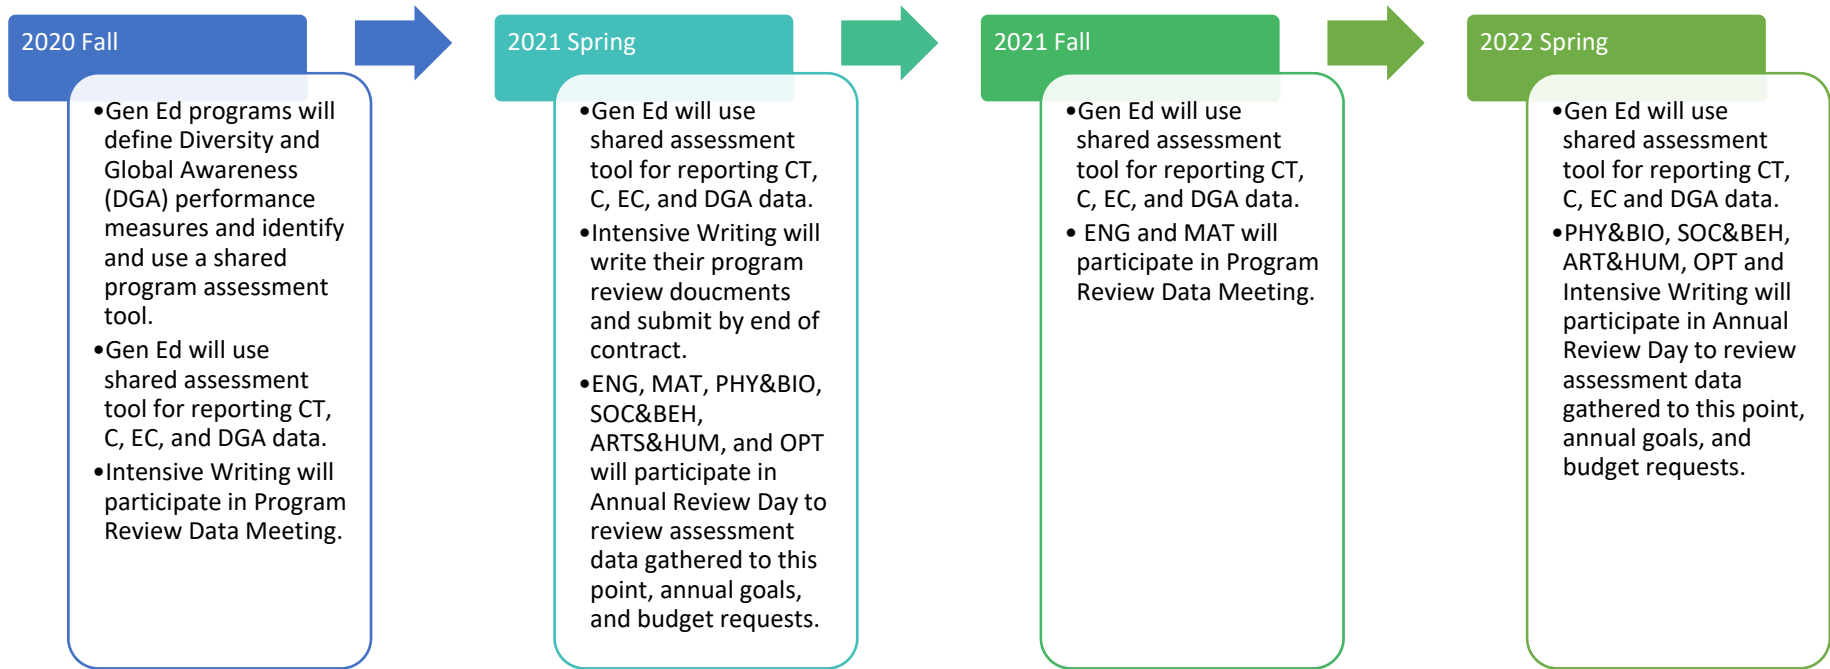 2020 Fall
•Gen Ed programs will
define Diversity and
Global Awareness
(DGA) performance
measures and identify
and use a shared
program assessment
tool.
•Gen Ed will use
shared assessment
tool for reporting CT,
C, EC, and DGA data.
•Intensive Writing will
participate in Program
Review Data Meeting.
2021 Spring
•Gen Ed will use
shared assessment
tool for reporting CT,
C, EC, and DGA data.
•Intensive Writing will
write their program
review doucments
and submit by end of
contract.
•ENG, MAT, PHY&BIO,
SOC&BEH,
ARTS&HUM, and OPT
will participate in
Annual Review Day to
review assessment
data gathered to this
point, annual goals,
and budget requests.
2021 Fall
•Gen Ed will use
shared assessment
tool for reporting CT,
C, EC, and DGA data.
• ENG and MAT will
participate in Program
Review Data Meeting.
2022 Spring
•Gen Ed will use
shared assessment
tool for reporting CT,
C, EC and DGA data.
•PHY&BIO, SOC&BEH,
ART&HUM, OPT and
Intensive Writing will
participate in Annual
Review Day to review
assessment data
gathered to this point,
annual goals, and
budget requests.